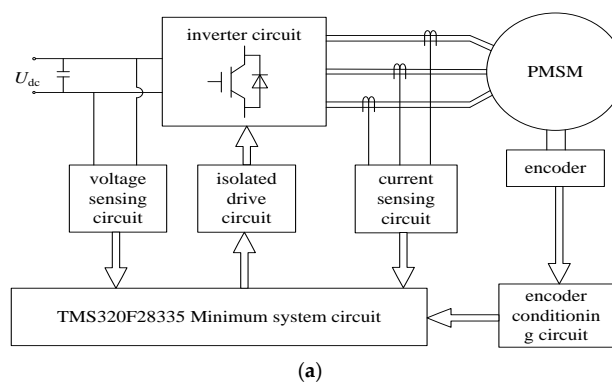 inverter circuit
Udc
PMSM
voltage
sensing
circuit
isolated
drive
circuit
current
sensing
circuit
encoder
TMS320F28335 Minimum system circuit
encoder
conditionin
g circuit
(a)